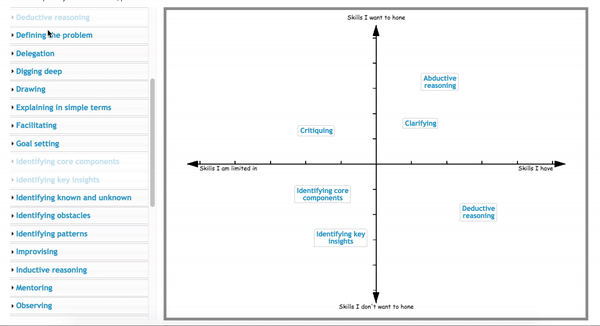 Deductive reasoning
Defining the problem
Delegation
Digging deep
Drawing
Explaining in simple terms
Facilitating
Goal setting
Identifying core components
Identifying key insights
Identifying known and unknown
Identifying obstacles
Identifying patterns
Improvising
Inductive reasoning
Mentoring
Observing
Skills I want to hone
Abductive
reasoning
Clarifying
Critiquing
Skills I am limited in
Skills I have
Identifying core
components
Deductive
reasoning
Identifying key
insights
Skills I don't want to hone